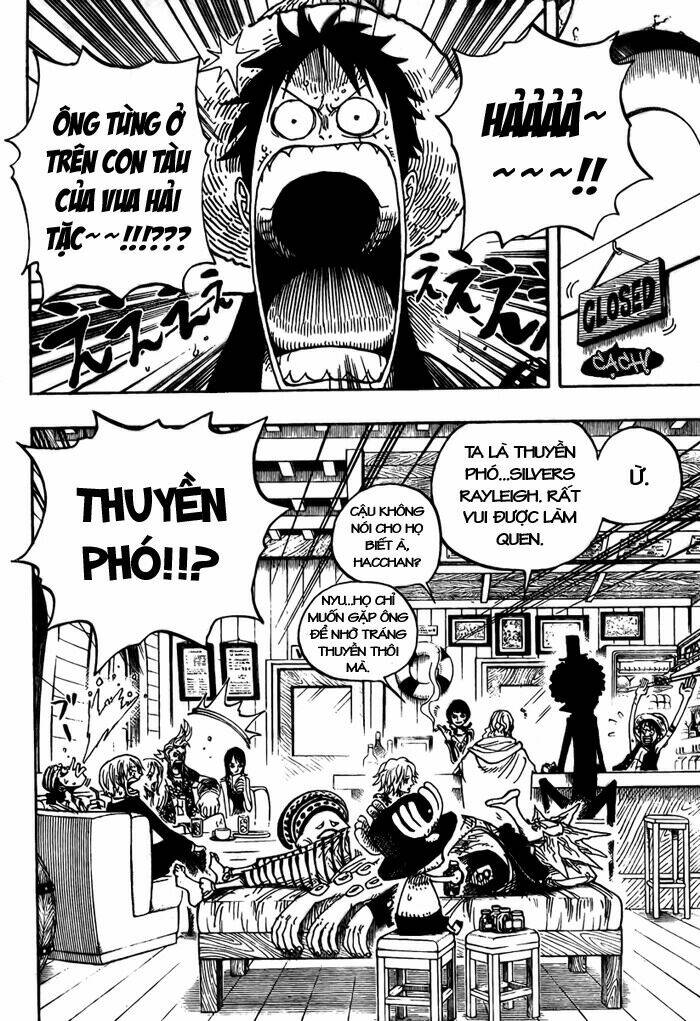 HẢẢẢẢ~
~ ~ ~!!
ÔNG TỪNG Ở
TRÊN CON TÀU
CỦA VUA HẢI
TẶC~~!!!???
ええええ
えええ
CLOSED
CẠCH!
Ừ.
TA LÀ THUYỀN
PHÓ...SILVERS
RAYLEIGH. RẤT
VUI ĐƯỢC LÀM
QUEN.
CẬU KHÔNG
NÓI CHO HỌ
BIẾT À,
HACCHAN?
NYU..HỌ CHỈ
MUỐN GẶP ÔNG
ĐỂ NHỜ TRÁNG
THUYỀN THÔI
MÀ.
THUYỀN
PHÓ!!?